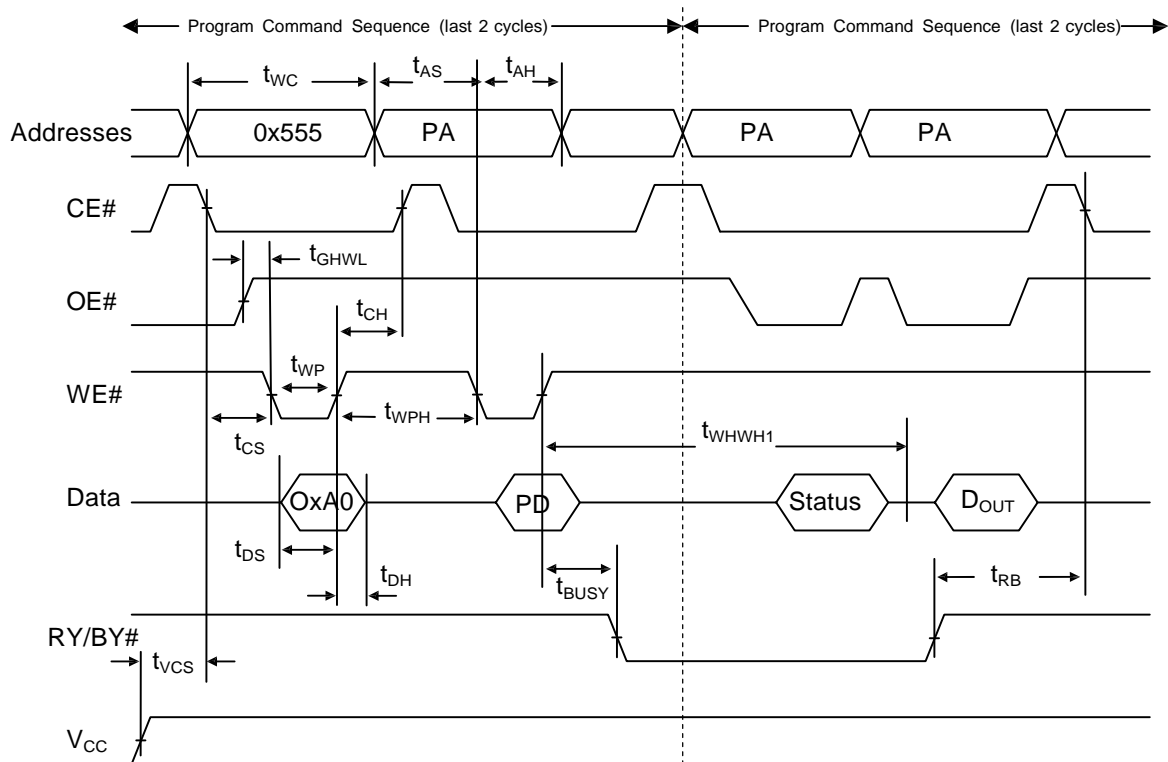 Program Command Sequence (last 2 cycles) Program Command Sequence (last 2 cycles)
tWC tAS tAH
Addresses 0x555 PA PA PA
CE#
tGHWL
OE#
tCH
tWP
WE#
tWPH
tCS tWHWH1
Data OxA0 PD Status DOUT
tDS tDH tBUSY tRB
RY/BY#
tVCS
VCC